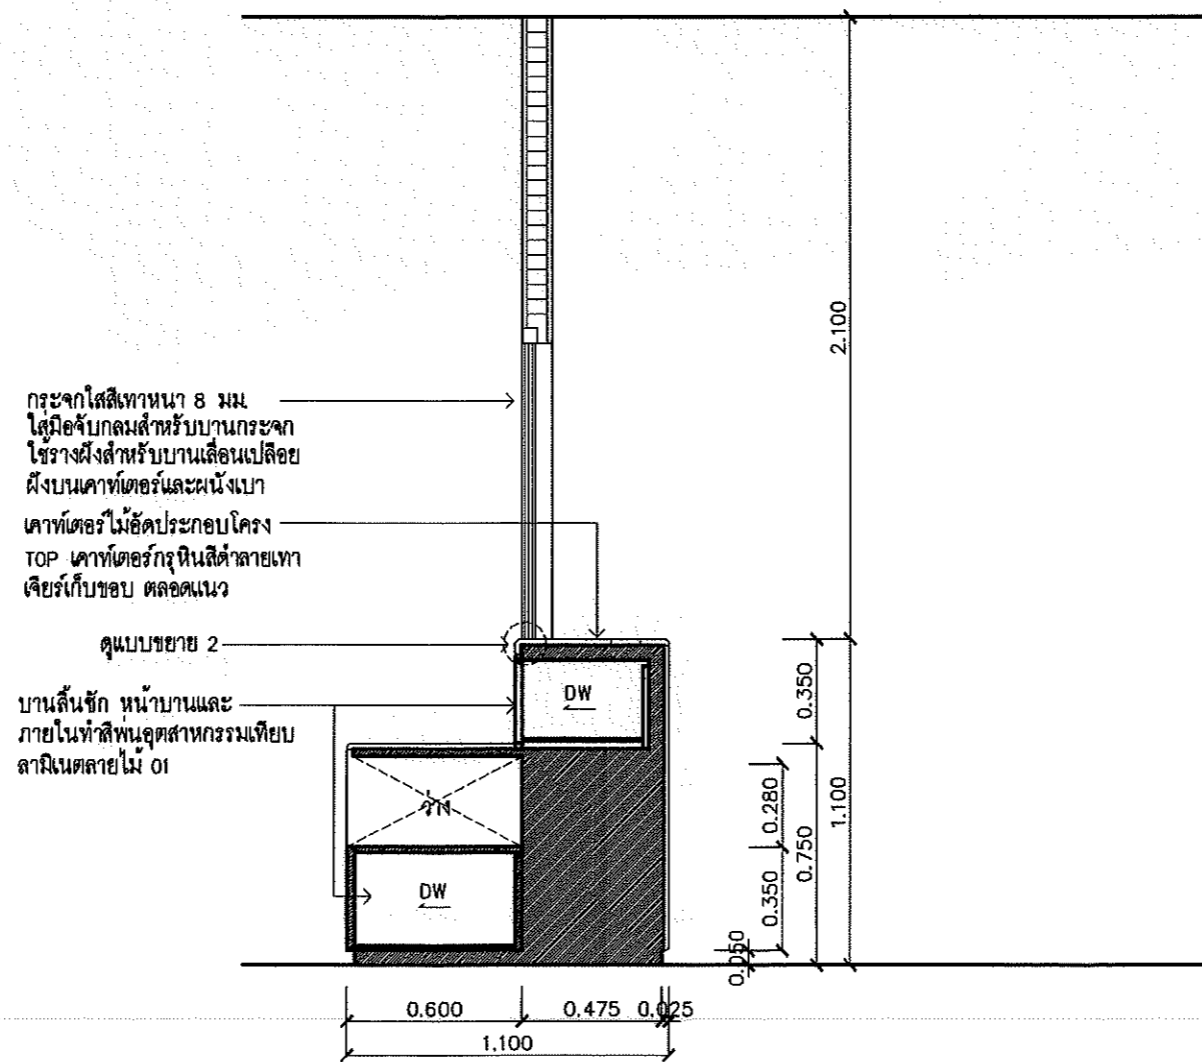 2.100
กระจกใสสีเทาหนา 8 มม.
ใส่มือจับกลมสำหรับบานกระจก
ใช้รางฝังสำหรับบานเลื่อนเปลือย
ฝังบนเคาท์เตอร์และผนังเบา
เคาท์เตอร์ไม้อัดประกอบโครง
TOP เคาท์เตอร์กรุหินสีดำลายเทา
เจียร์เก็บขอบ ตลอดแนว
ดูแบบขยาย 2
บานลิ้นชัก หน้าบานและ
ภายในทำสีพ่นอุตสาหกรรมเทียบ
ลามิเนตลายไม้ 01
DW
ว่าง
DW
0.350
0.280
0.750
1.100
0.350
0.050
0.600
0.475
0.025
1.100